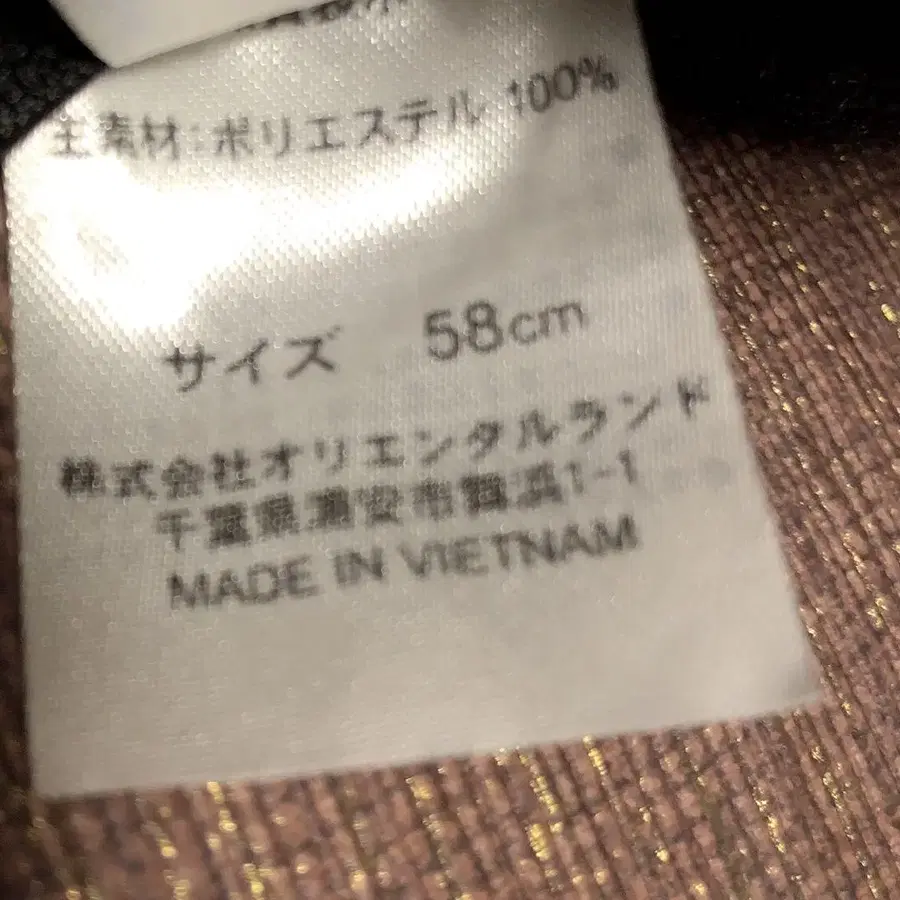 主素材:ポリエステル 100%
サイズ 58cm
株式会社オリエンタルランド
千葉県浦安市舞浜1-1
MADE IN VIETNAM